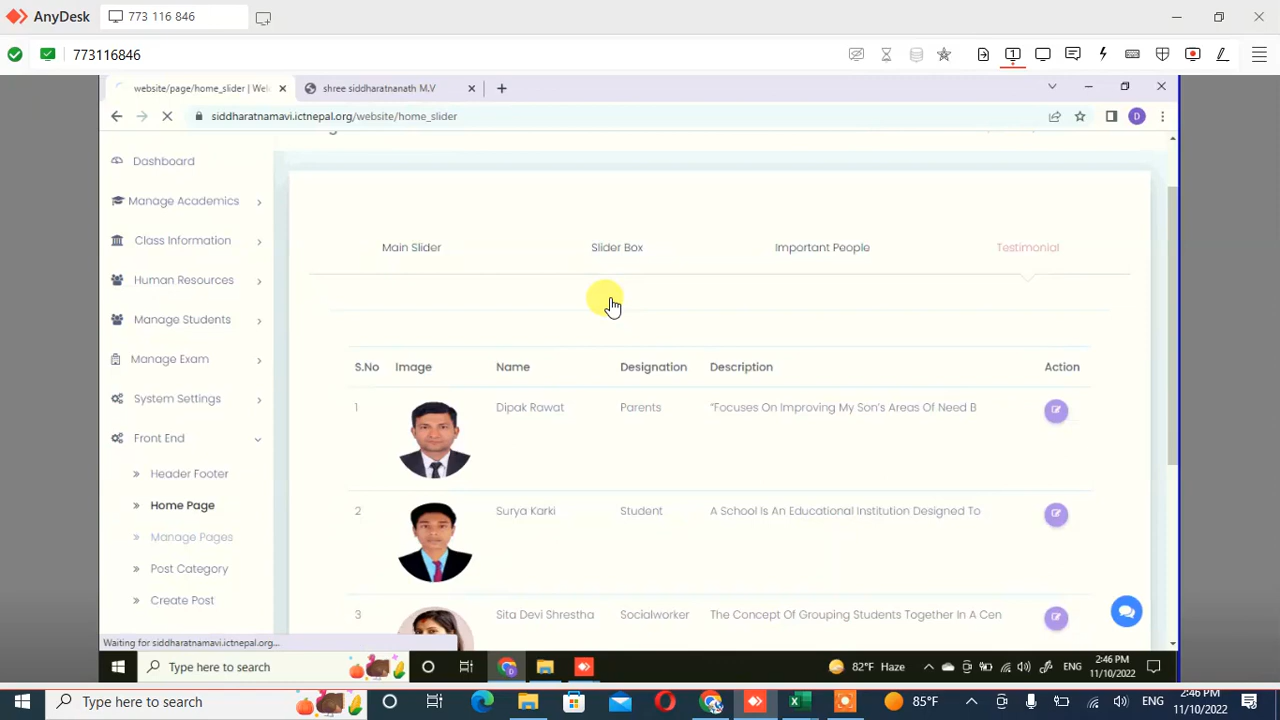 AnyDesk
773 116 846
773116846
website/page/home_slider | Wel
shree siddharatnanath M.V
siddharatnamavi.ictnepal.org/website/home_slider
Dashboard
Manage Academics
Class Information
Human Resources
Manage Students
Manage Exam
System Settings
Front End
Header Footer
Home Page
Manage Pages
Post Category
Create Post
Main Slider
Slider Box
Important People
Testimonial
S.No Image Name Designation Description Action
1 Dipak Rawat Parents "Focuses On Improving My Son's Areas Of Need B
2 Surya Karki Student A School Is An Educational Institution Designed To
3 Sita Devi Shrestha Socialworker The Concept Of Grouping Students Together In A Cen
Waiting for siddharatnamavi.ictnepal.org...
Type here to search
82°F Haze
ENG
2:46 PM
11/10/2022
Type here to search
85°F
ENG
2:46 PM
11/10/2022